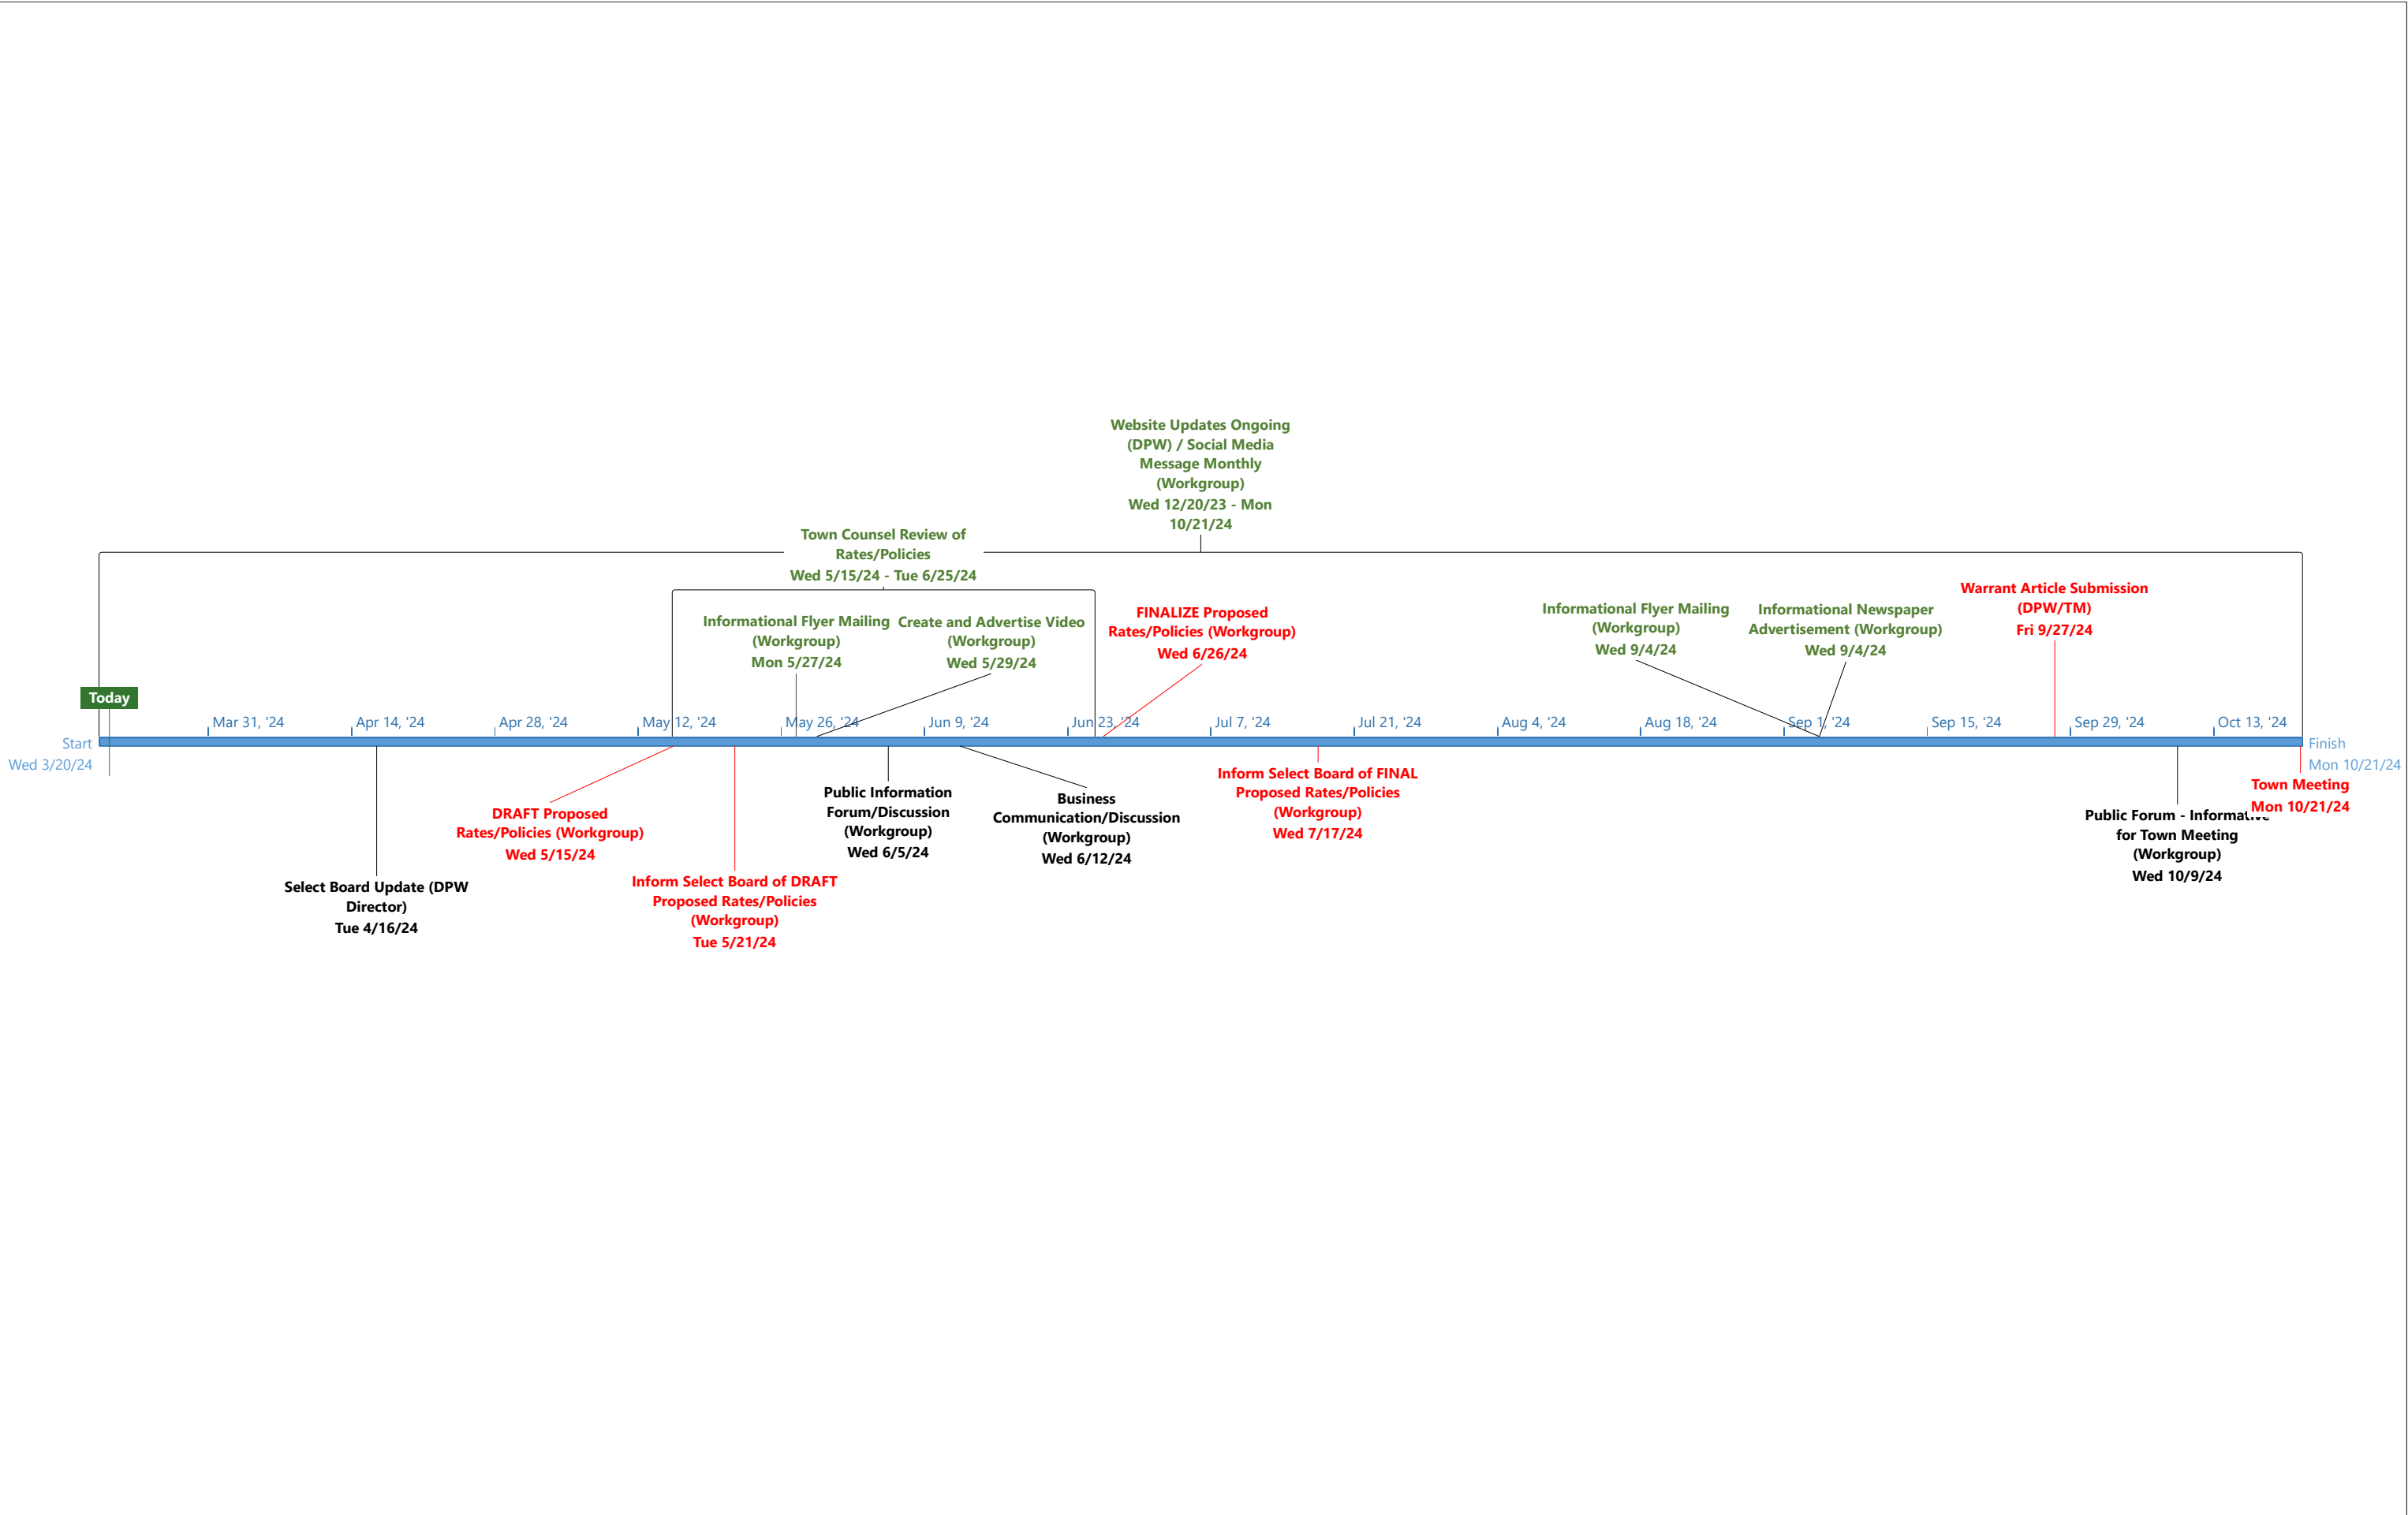 Website Updates Ongoing
(DPW) / Social Media
Message Monthly
(Workgroup)
Wed 12/20/23 - Mon
10/21/24
Town Counsel Review of
Rates/Policies
Wed 5/15/24 - Tue 6/25/24
Informational Flyer Mailing
(Workgroup)
Mon 5/27/24
Create and Advertise Video
(Workgroup)
Wed 5/29/24
FINALIZE Proposed
Rates/Policies (Workgroup)
Wed 6/26/24
Informational Flyer Mailing
(Workgroup)
Wed 9/4/24
Informational Newspaper
Advertisement (Workgroup)
Wed 9/4/24
Warrant Article Submission
(DPW/TM)
Fri 9/27/24
Today
Mar 31, '24
Apr 14, '24
Apr 28, '24
May 12, '24
May 26, '24
Jun 9, '24
Jun 23, '24
Jul 7, '24
Jul 21, '24
Aug 4, '24
Aug 18, '24
Sep 1, '24
Sep 15, '24
Sep 29, '24
Oct 13, '24
Start
Wed 3/20/24
Finish
Mon 10/21/24
Select Board Update (DPW
Director)
Tue 4/16/24
DRAFT Proposed
Rates/Policies (Workgroup)
Wed 5/15/24
Inform Select Board of DRAFT
Proposed Rates/Policies
(Workgroup)
Tue 5/21/24
Public Information
Forum/Discussion
(Workgroup)
Wed 6/5/24
Business
Communication/Discussion
(Workgroup)
Wed 6/12/24
Inform Select Board of FINAL
Proposed Rates/Policies
(Workgroup)
Wed 7/17/24
Public Forum - Informative
for Town Meeting
(Workgroup)
Wed 10/9/24
Town Meeting
Mon 10/21/24